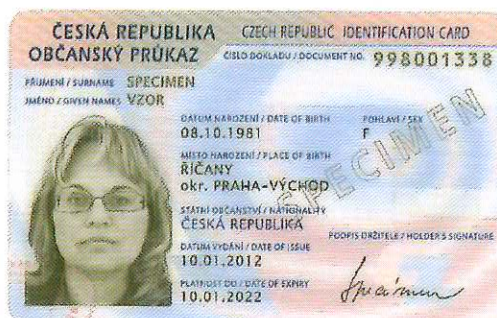 ČESKÁ REPUBLIKA CZECH REPUBLIC IDENTIFICATION CARD
OBČANSKÝ PRŮKAZ ČÍSLO DOKLADU / DOCUMENT NO. 998001338
PŘÍJMENÍ / SURNAME SPECIMEN
JMÉNO / GIVEN NAMES VZOR
DATUM NAROZENÍ / DATE OF BIRTH POHLAVÍ / SEX
08.10.1981 F
MÍSTO NAROZENÍ / PLACE OF BIRTH
ŘÍČANY
okr. PRAHA-VÝCHOD
SPECIMEN
STÁTNÍ OBČANSTVÍ / NATIONALITY
ČESKÁ REPUBLIKA
DATUM VYDÁNÍ / DATE OF ISSUE PODPIS DRŽITELE / HOLDER'S SIGNATURE
10.01.2012
PLATNOST DO / DATE OF EXPIRY
10.01.2022 Specimen